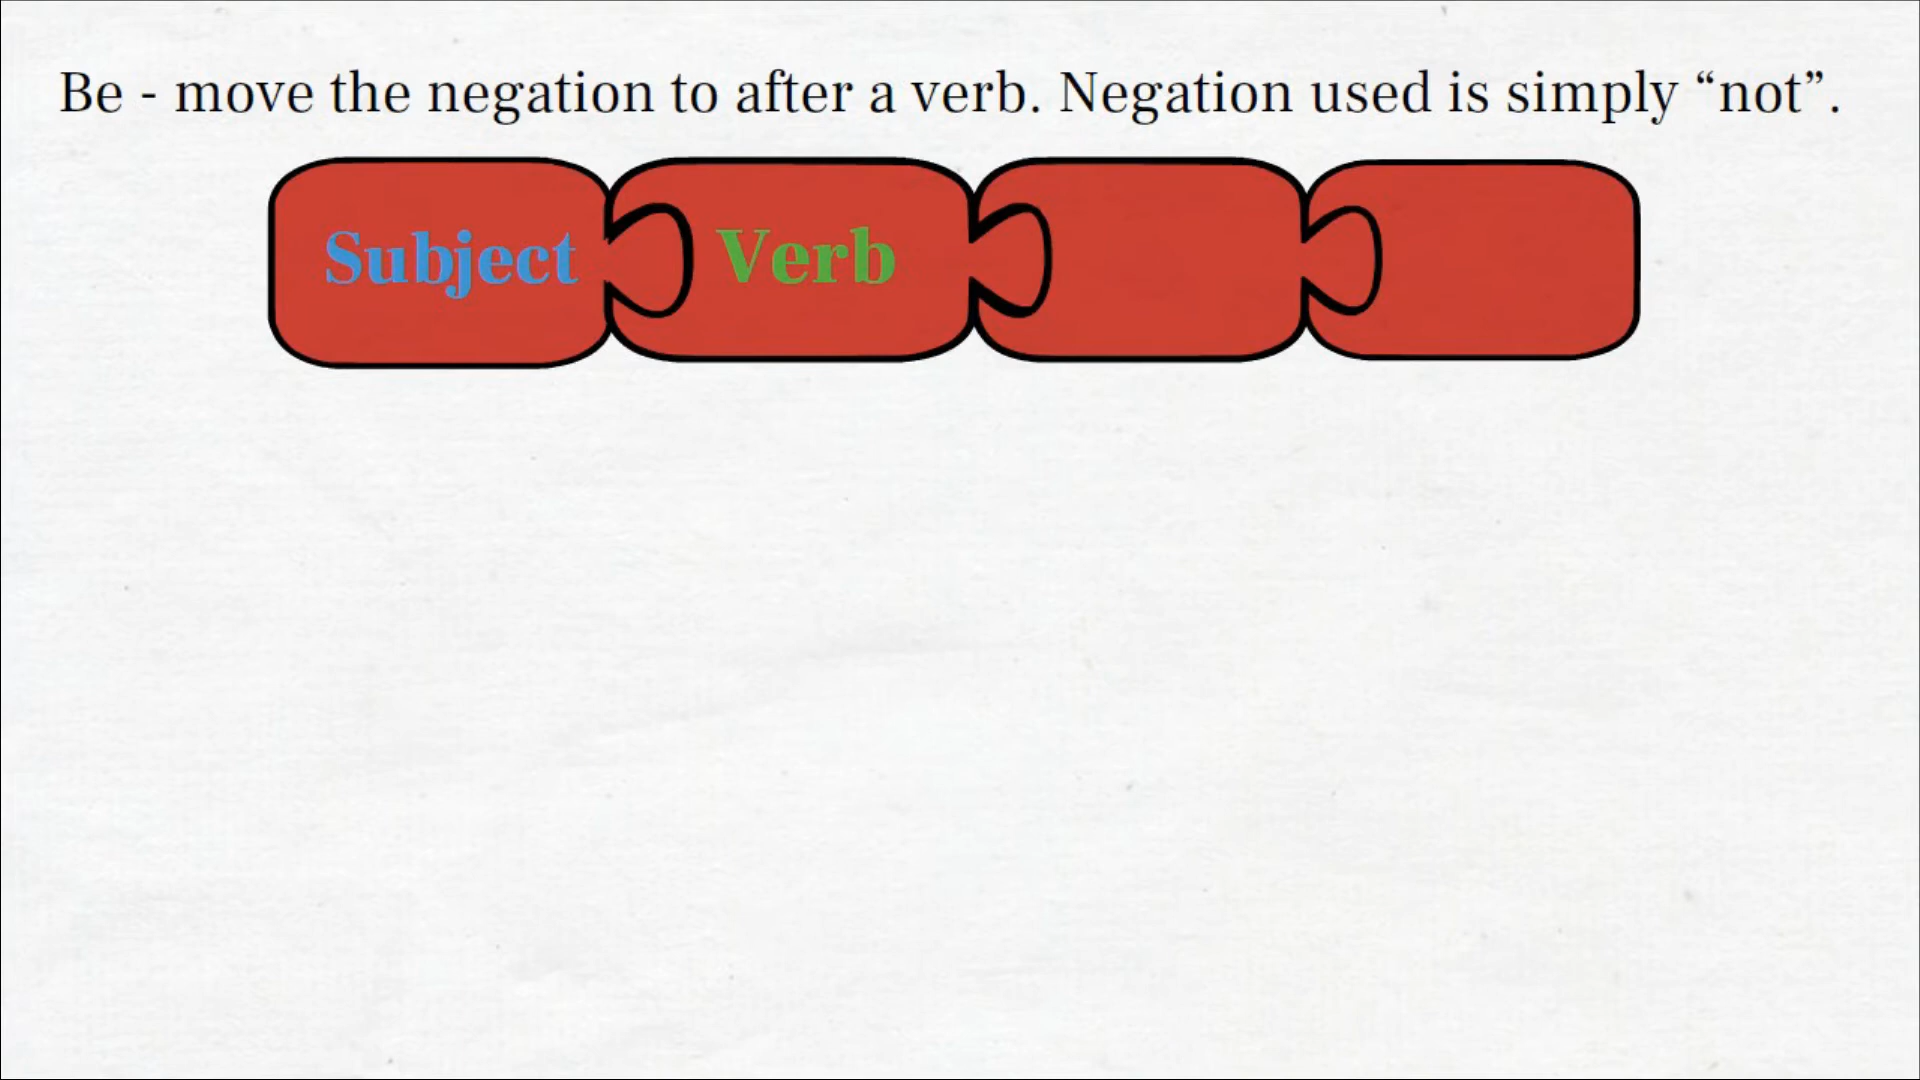 Be - move the negation to after a verb. Negation used is simply “not”.
Subject Verb